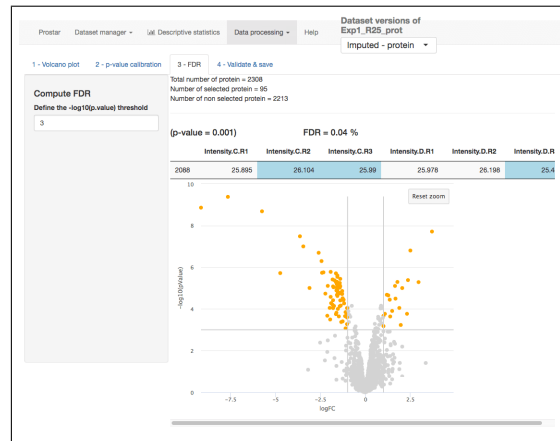 Prostar Dataset manager Descriptive statistics Data processing Help
Dataset versions of
Exp1_R25_prot
Imputed - protein
1 - Volcano plot 2 - p-value calibration 3 - FDR 4 - Validate & save
Compute FDR
Define the -log10(p.value) threshold
3
Total number of protein = 2308
Number of selected protein = 95
Number of non selected protein = 2213
(p-value = 0.001) FDR = 0.04 %
Intensity.C.R1 Intensity.C.R2 Intensity.C.R3 Intensity.D.R1 Intensity.D.R2 Intensity.D.R
2088 25.895 26.104 25.99 25.978 26.198 25.4
Reset zoom
10
8
6
4
2
0
-log10(pValue)
-7.5 -5 -2.5 0.0 2.5
logFC